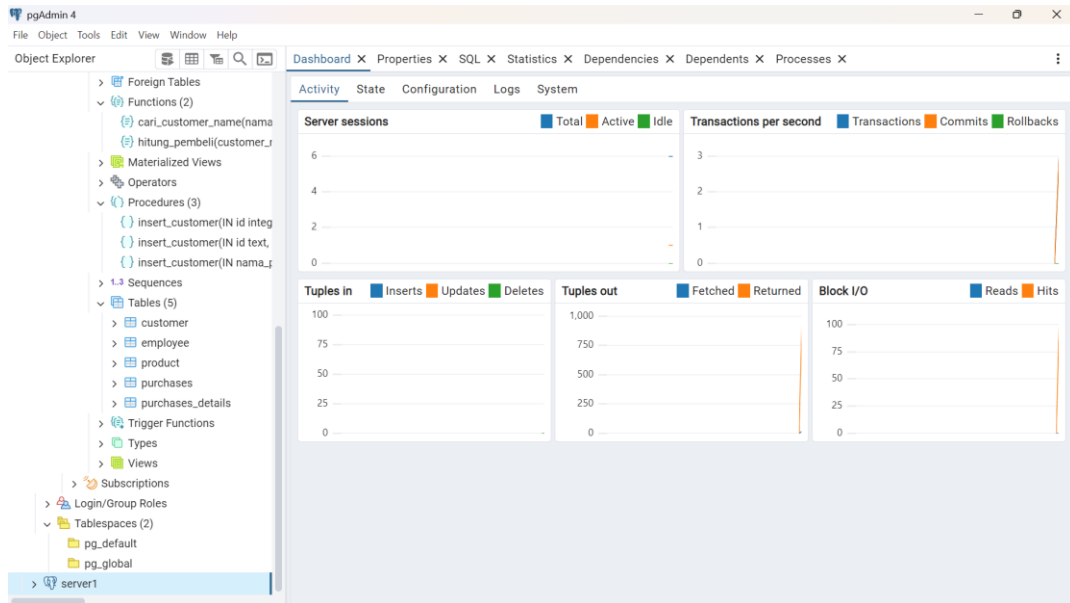 pgAdmin 4
File Object Tools Edit View Window Help
Object Explorer
Foreign Tables
Functions (2)
cari_customer_name(nama
hitung_pembeli(customer_r
Materialized Views
Operators
Procedures (3)
insert_customer(IN id integ
insert_customer(IN id text,
insert_customer(IN nama_p
1..3 Sequences
Tables (5)
customer
employee
product
purchases
purchases_details
Trigger Functions
Types
Views
Subscriptions
Login/Group Roles
Tablespaces (2)
pg_default
pg_global
server1
Dashboard Properties SQL Statistics Dependencies Dependents Processes
Activity State Configuration Logs System
Server sessions Total Active Idle
6
4
2
0
Transactions per second Transactions Commits Rollbacks
3
2
1
0
Tuples in Inserts Updates Deletes
100
75
50
25
0
Tuples out Fetched Returned
1,000
750
500
250
0
Block I/O Reads Hits
100
75
50
25
0